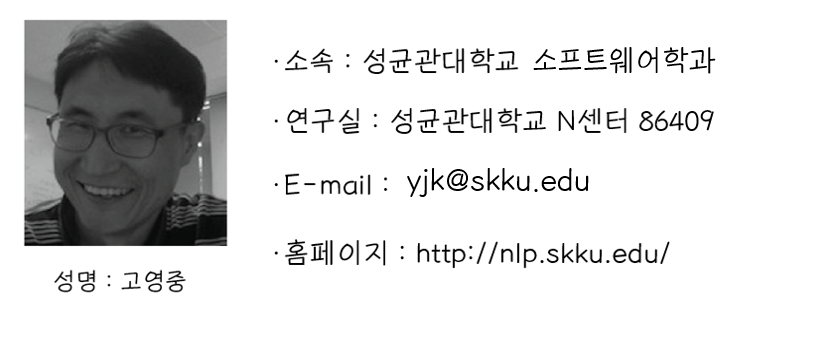 ·소속 : 성균관대학교 소프트웨어학과
·연구실 : 성균관대학교 N센터 86409
·E-mail : yjk@skku.edu
·홈페이지 : http://nlp.skku.edu/
성명 : 고영중